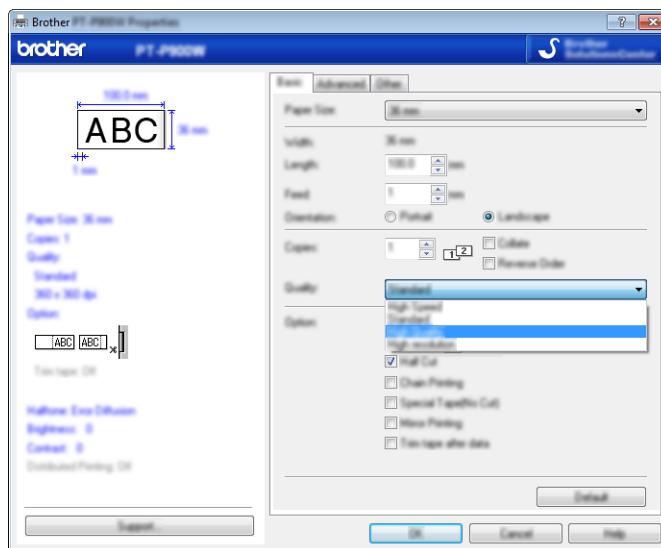 Brother PT-P900W Properties
brother PT-P900W
Brother
SolutionsCenter
Basic Advanced Other
100.0 mm
ABC
36 mm
1 mm
Paper Size: 36 mm
Width: 36 mm
Length: 100.0 mm
Feed: 1 mm
Orientation: Portrait Landscape
Paper Size: 36 mm
Copies: 1
Quality:
Standard
360 x 360 dpi
Option:
ABC ABC
Trim tape: Off
Halftone: Error Diffusion
Brightness: 0
Contrast: 0
Distributed Printing: Off
Support...
Copies: 1
1 2
Collate
Reverse Order
Quality: Standard
High Speed
Standard
High Quality
High resolution
Option:
Half Cut
Chain Printing
Special Tape(No Cut)
Mirror Printing
Trim tape after data
Default
OK Cancel Help